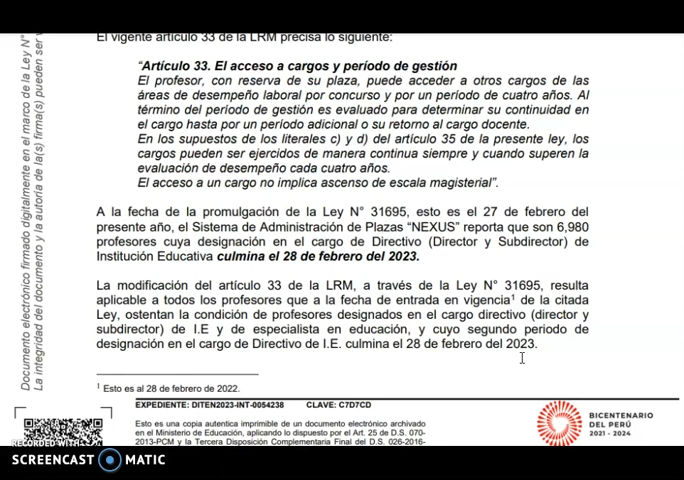 El vigente artículo 33 de la LRM precisa lo siguiente:
"Artículo 33. El acceso a cargos y período de gestión
El profesor, con reserva de su plaza, puede acceder a otros cargos de las
áreas de desempeño laboral por concurso y por un período de cuatro años. Al
término del período de gestión es evaluado para determinar su continuidad en
el cargo hasta por un período adicional o su retorno al cargo docente.
En los supuestos de los literales c) y d) del artículo 35 de la presente ley, los
cargos pueden ser ejercidos de manera continua siempre y cuando superen la
evaluación de desempeño cada cuatro años.
El acceso a un cargo no implica ascenso de escala magisterial".
A la fecha de la promulgación de la Ley N° 31695, esto es el 27 de febrero del
presente año, el Sistema de Administración de Plazas "NEXUS" reporta que son 6,980
profesores cuya designación en el cargo de Directivo (Director y Subdirector) de
Institución Educativa culmina el 28 de febrero del 2023.
La modificación del artículo 33 de la LRM, a través de la Ley N° 31695, resulta
aplicable a todos los profesores que a la fecha de entrada en vigencia¹ de la citada
Ley, ostentan la condición de profesores designados en el cargo directivo (director y
subdirector) de I.E y de especialista en educación, y cuyo segundo periodo de
designación en el cargo de Directivo de I.E. culmina el 28 de febrero del 2023.
¹ Esto es al 28 de febrero de 2022.
EXPEDIENTE: DITEN2023-INT-0054238 CLAVE: C7D7CD
Esto es una copia autentica imprimible de un documento electrónico archivado
en el Ministerio de Educación, aplicando lo dispuesto por el Art. 25 de D.S. 070-
2013-PCM y la Tercera Disposición Complementaria Final del D.S. 026-2016-
BICENTENARIO
DEL PERÚ
2021 - 2024
Documento electrónico firmado digitalmente en el marco de la Ley N°
La integridad del documento y la autoría de la(s) firma(s) pueden ser v
RECORDED WITH
SCREENCAST MATIC